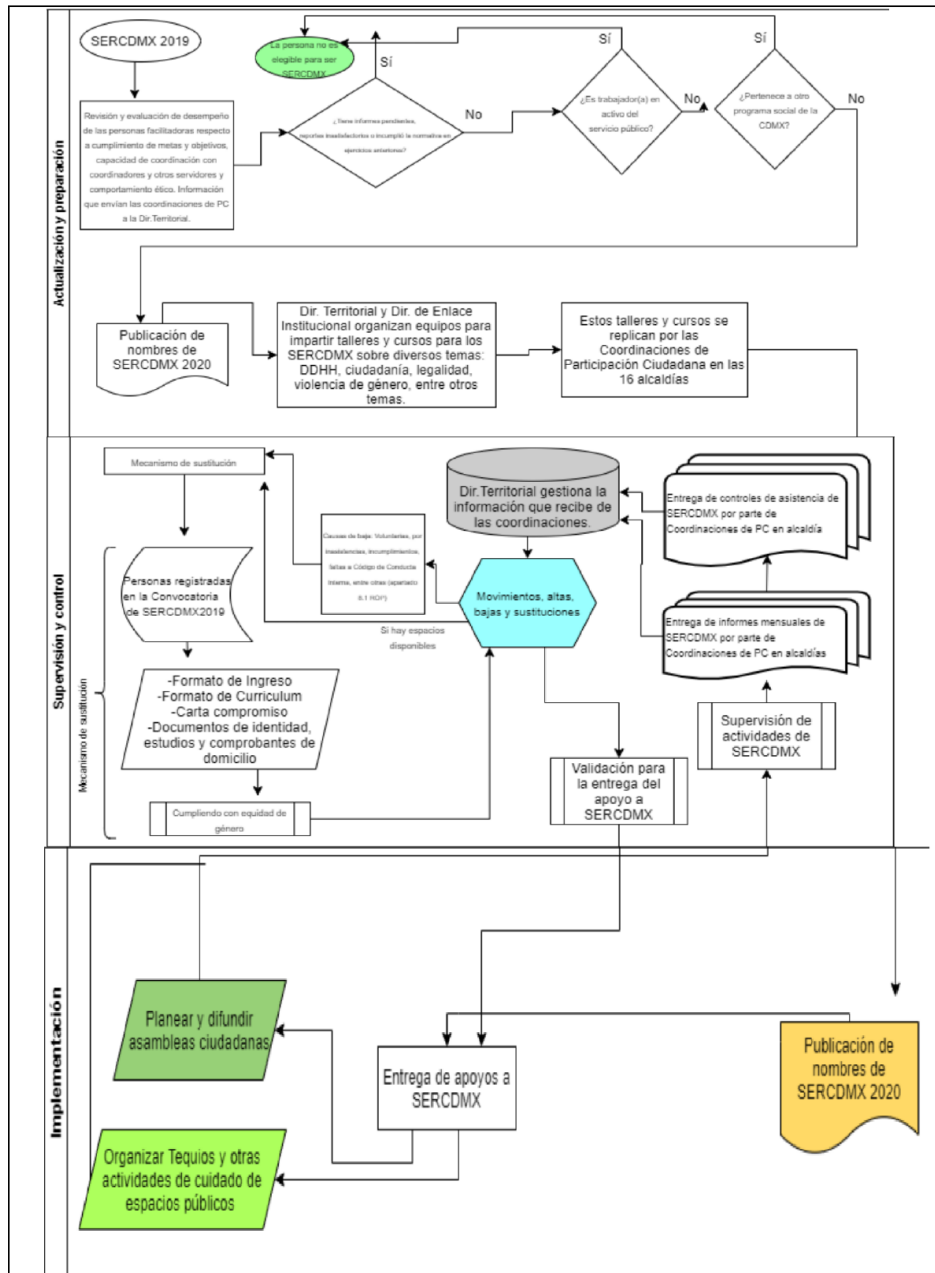 Actualización y preparación
SERCDMX 2019
La persona no es
elegible para ser
SERCDMX
Sí
Sí
Sí
Revisión y evaluación de desempeño
de las personas facilitadoras respecto
a cumplimiento de metas y objetivos,
capacidad de coordinación con
coordinadores y otros servidores y
comportamiento ético. Información
que envían las coordinaciones de PC
a la Dir.Territorial.
¿Tiene informes pendientes,
reportes insatisfactorios o incumplió la normativa en
ejercicios anteriores?
No
¿Es trabajador(a) en
activo del
servicio público?
No
¿Pertenece a otro
programa social de la
CDMX?
No
Publicación de
nombres de
SERCDMX 2020
Dir. Territorial y Dir. de Enlace
Institucional organizan equipos para
impartir talleres y cursos para los
SERCDMX sobre diversos temas:
DDHH, ciudadanía, legalidad,
violencia de género, entre otros
temas.
Estos talleres y cursos se
replican por las
Coordinaciones de
Participación Ciudadana en las
16 alcaldías
Supervisión y control
Mecanismo de sustitución
Mecanismo de sustitución
Personas registradas
en la Convocatoria
de SERCDMX2019
-Formato de Ingreso
-Formato de Curriculum
-Carta compromiso
-Documentos de identidad,
estudios y comprobantes de
domicilio
Cumpliendo con equidad de
género
Causas de baja: Voluntarias, por
inasistencias, incumplimientos,
faltas a Código de Conducta
Interna, entre otras (apartado
Si hay espacios
disponibles
Dir.Territorial gestiona la
información que recibe de
las coordinaciones.
Movimientos, altas,
bajas y sustituciones
Validación para
la entrega del
apoyo a
SERCDMX
Entrega de controles de asistencia de
SERCDMX por parte de
Coordinaciones de PC en alcaldía
Entrega de informes mensuales de
SERCDMX por parte de
Coordinaciones de PC en alcaldías
Supervisión de
actividades de
SERCDMX
Implementación
Planear y difundir
asambleas ciudadanas
Organizar Tequios y otras
actividades de cuidado de
espacios públicos
Entrega de apoyos a
SERCDMX
Publicación de
nombres de
SERCDMX 2020